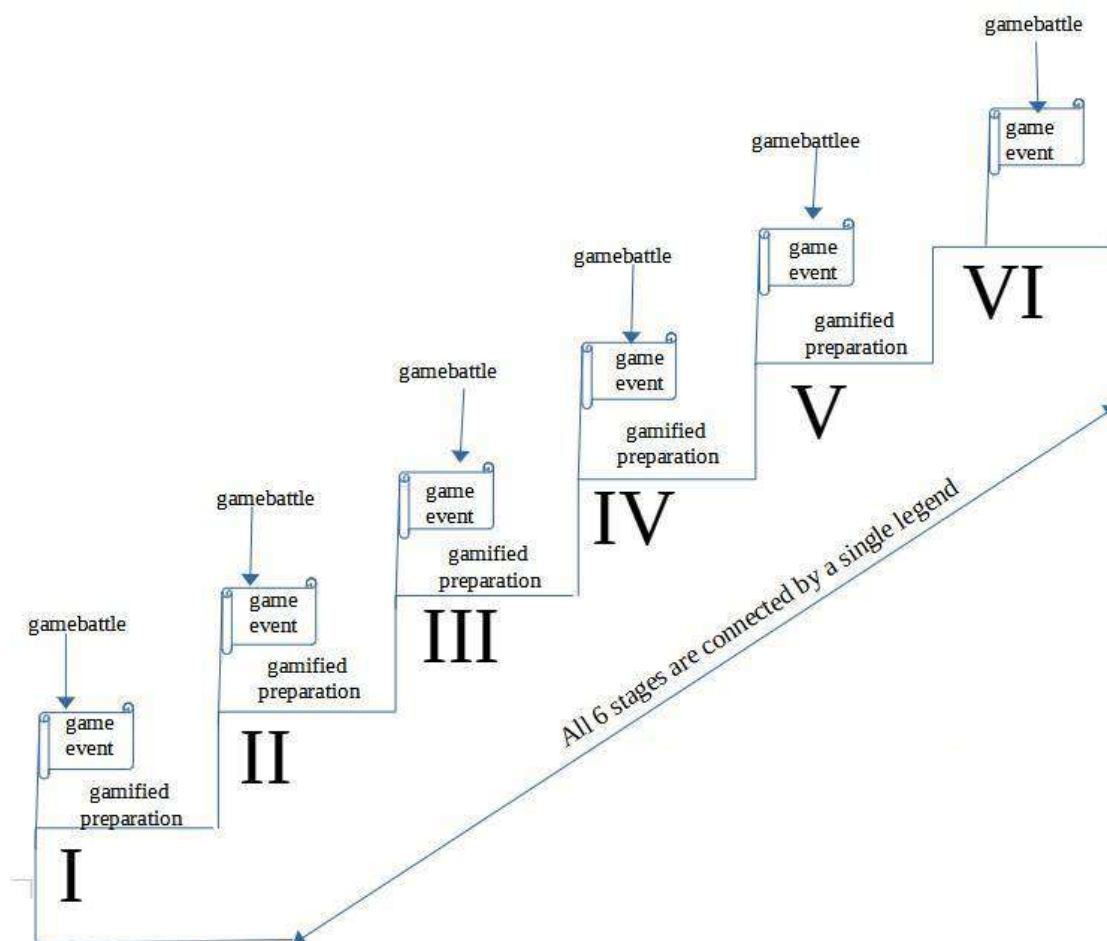 gamebattle
game
event
gamebattlee
game
event
VI
gamified
preparation
gamebattle
game
event
V
gamified
preparation
gamebattle
game
event
IV
gamified
preparation
gamebattle
game
event
III
gamified
preparation
gamebattle
game
event
II
gamified
preparation
I
All 6 stages are connected by a single legend